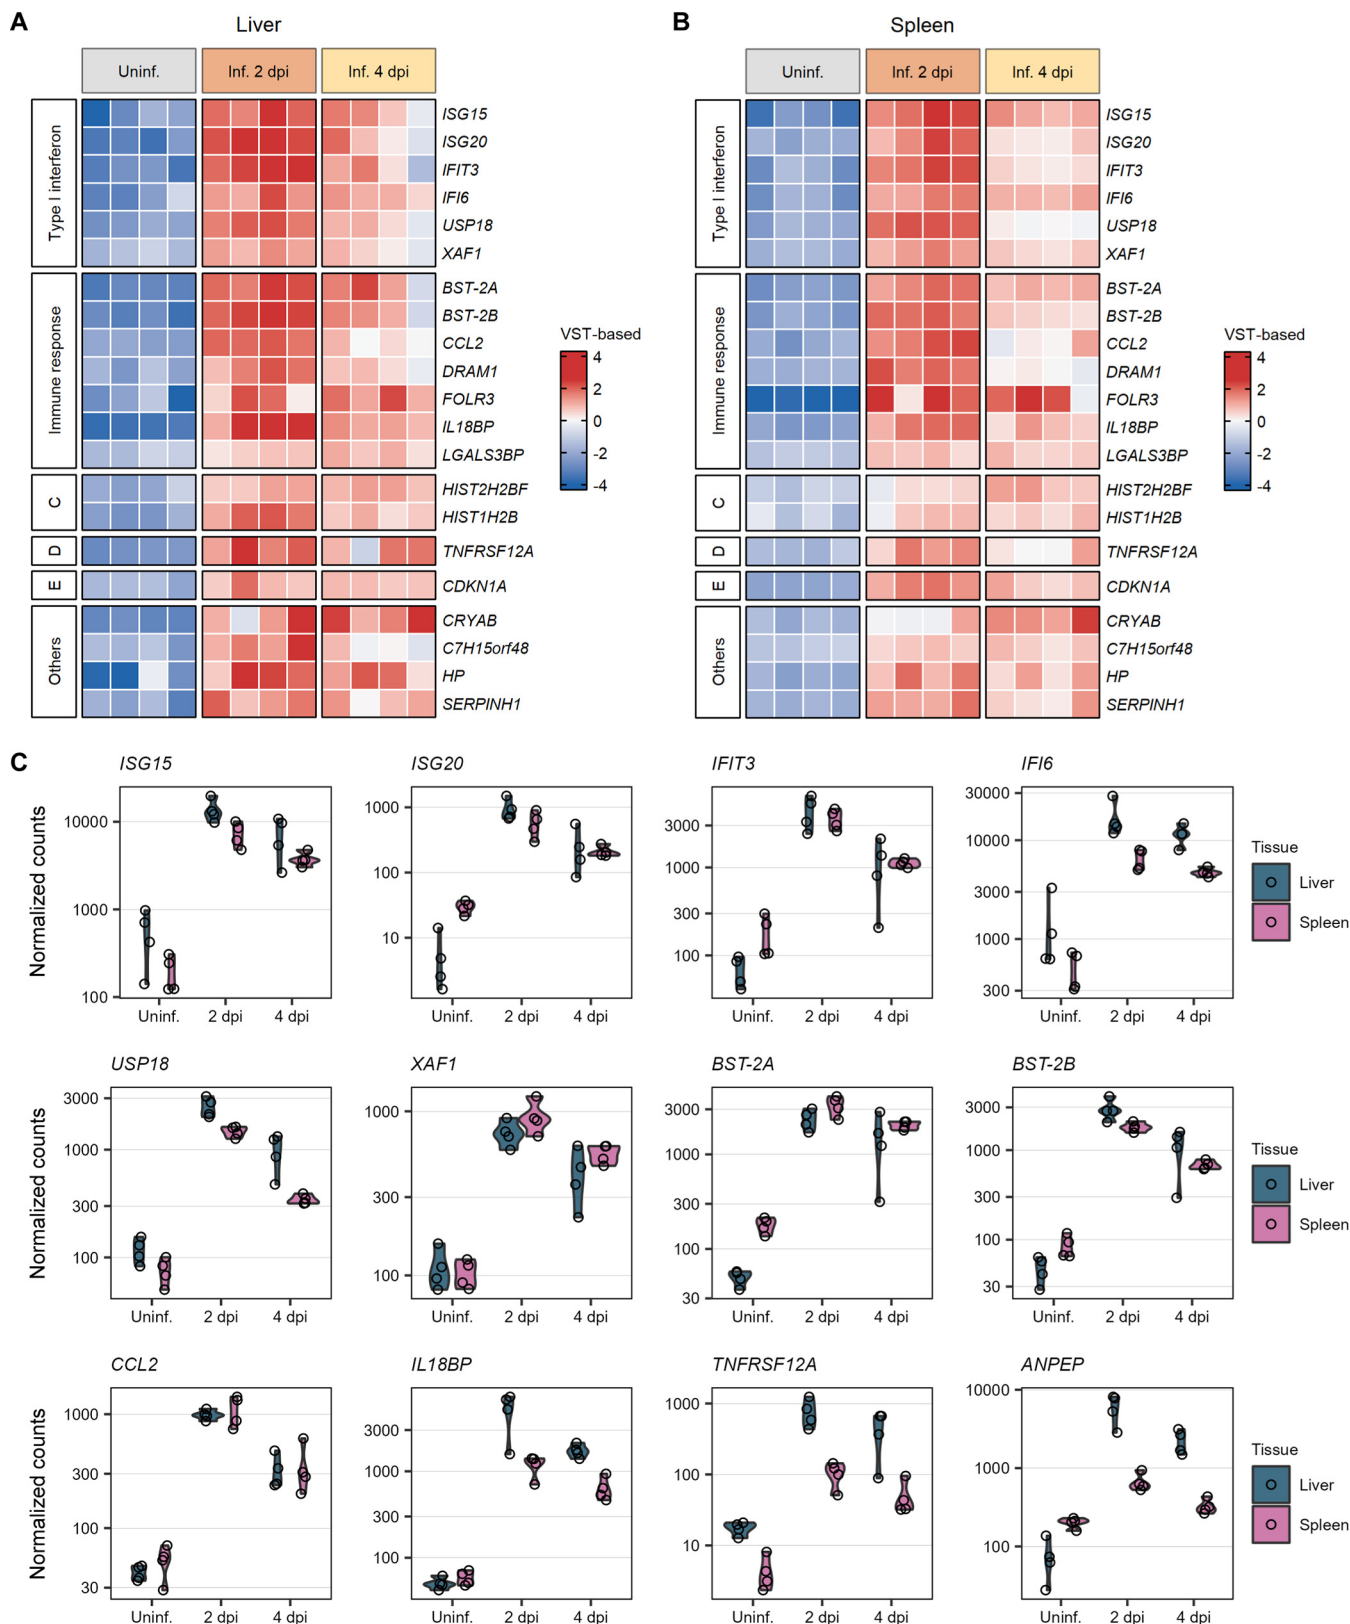 A
Liver
Uninf.
Inf. 2 dpi
Inf. 4 dpi
Type I interferon
ISG15
ISG20
IFIT3
IFI6
USP18
XAF1
Immune response
BST-2A
BST-2B
CCL2
DRAM1
FOLR3
IL18BP
LGALS3BP
C
HIST2H2BF
HIST1H2B
D
TNFRSF12A
E
CDKN1A
Others
CRYAB
C7H15orf48
HP
SERPINH1
VST-based
4
2
0
-2
-4
B
Spleen
Uninf.
Inf. 2 dpi
Inf. 4 dpi
Type I interferon
ISG15
ISG20
IFIT3
IFI6
USP18
XAF1
Immune response
BST-2A
BST-2B
CCL2
DRAM1
FOLR3
IL18BP
LGALS3BP
C
HIST2H2BF
HIST1H2B
D
TNFRSF12A
E
CDKN1A
Others
CRYAB
C7H15orf48
HP
SERPINH1
VST-based
4
2
0
-2
-4
C
ISG15
Normalized counts
10000
1000
100
Uninf. 2 dpi 4 dpi
ISG20
1000
100
10
Uninf. 2 dpi 4 dpi
IFIT3
3000
1000
300
100
Uninf. 2 dpi 4 dpi
IFI6
30000
10000
3000
1000
300
Uninf. 2 dpi 4 dpi
Tissue
Liver
Spleen
USP18
Normalized counts
3000
1000
300
100
Uninf. 2 dpi 4 dpi
XAF1
1000
300
100
Uninf. 2 dpi 4 dpi
BST-2A
3000
1000
300
100
30
Uninf. 2 dpi 4 dpi
BST-2B
3000
1000
300
100
30
Uninf. 2 dpi 4 dpi
Tissue
Liver
Spleen
CCL2
Normalized counts
1000
300
100
30
Uninf. 2 dpi 4 dpi
IL18BP
3000
1000
300
100
Uninf. 2 dpi 4 dpi
TNFRSF12A
1000
100
10
Uninf. 2 dpi 4 dpi
ANPEP
10000
1000
100
Uninf. 2 dpi 4 dpi
Tissue
Liver
Spleen